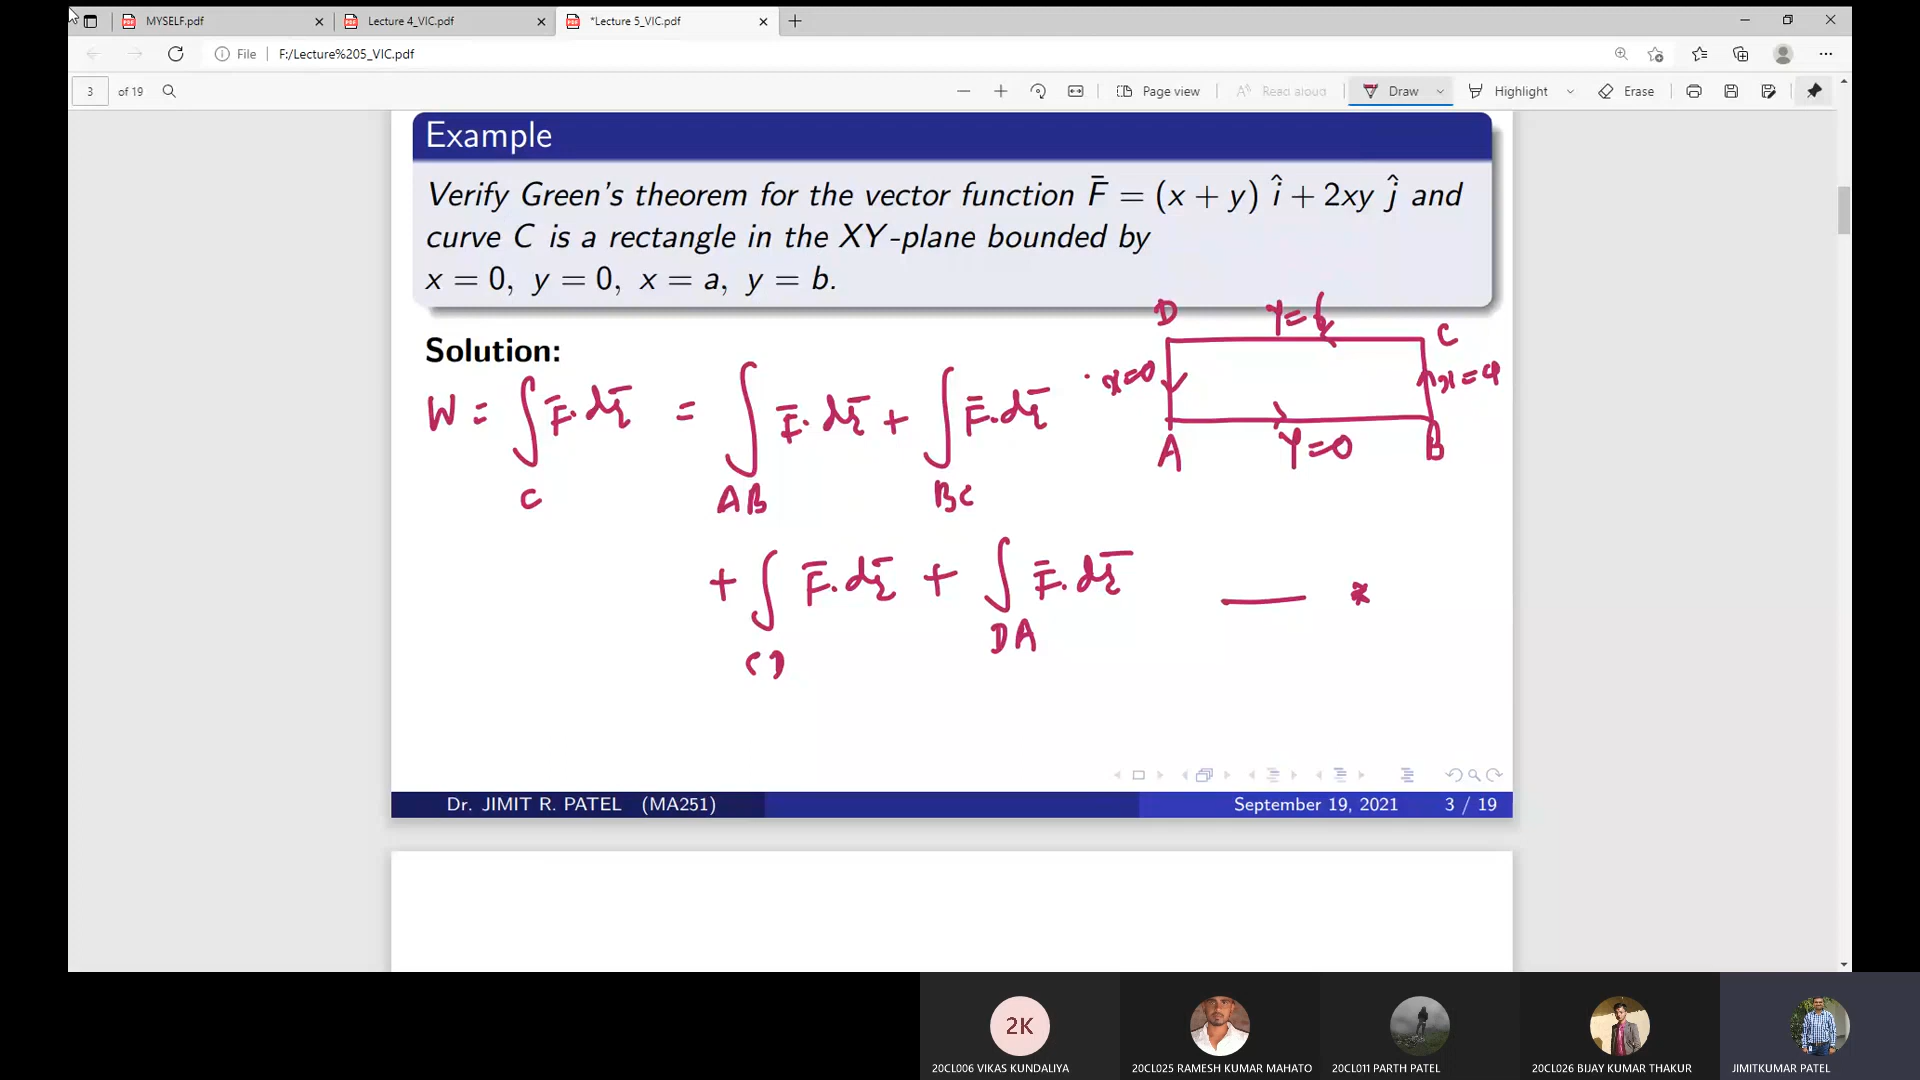 MYSELF.pdf
Lecture 4_VIC.pdf
*Lecture 5_VIC.pdf
File F:/Lecture%205_VIC.pdf
3 of 19
Page view
Read aloud
Draw
Highlight
Erase
Example
Verify Green's theorem for the vector function F̄ = (x + y) î + 2xy ĵ and
curve C is a rectangle in the XY-plane bounded by
x = 0, y = 0, x = a, y = b.
Solution:
D y = b C
x=0 x=a
A y=0 B
W = ∫ F̄. dr̄ = ∫ F̄. dr̄ + ∫ F̄. dr̄
C AB BC
+ ∫ F̄. dr̄ + ∫ F̄. dr̄ — *
CD DA
Dr. JIMIT R. PATEL (MA251) September 19, 2021 3 / 19
2K
20CL006 VIKAS KUNDALIYA
20CL025 RAMESH KUMAR MAHATO
20CL011 PARTH PATEL
20CL026 BIJAY KUMAR THAKUR
JIMITKUMAR PATEL